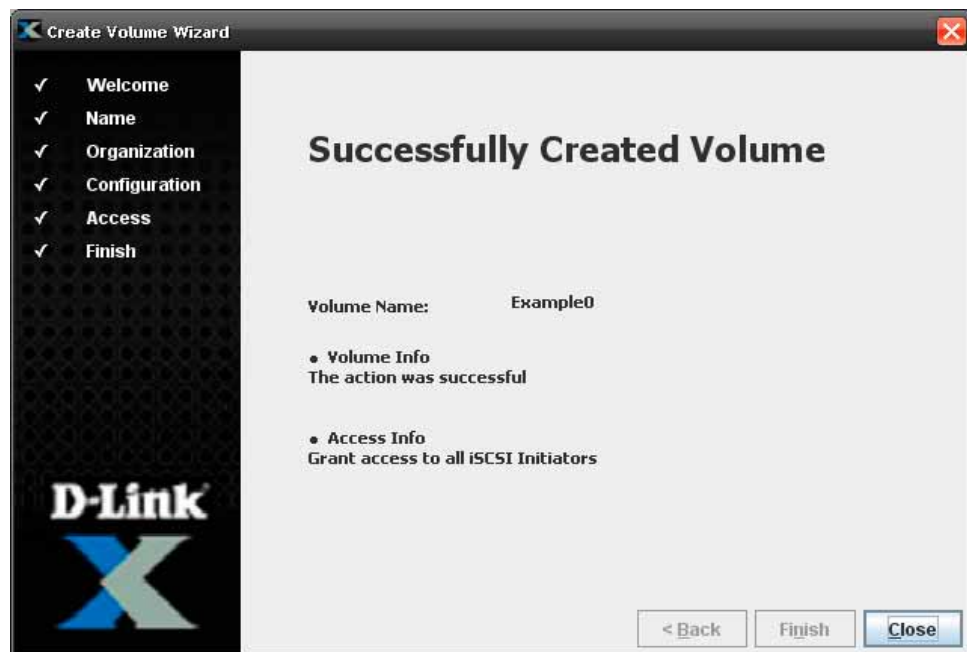 Create Volume Wizard
✓ Welcome
✓ Name
✓ Organization
✓ Configuration
✓ Access
✓ Finish
Successfully Created Volume
Volume Name: Example0
• Volume Info
The action was successful
• Access Info
Grant access to all iSCSI Initiators
D-Link
< Back Finish Close